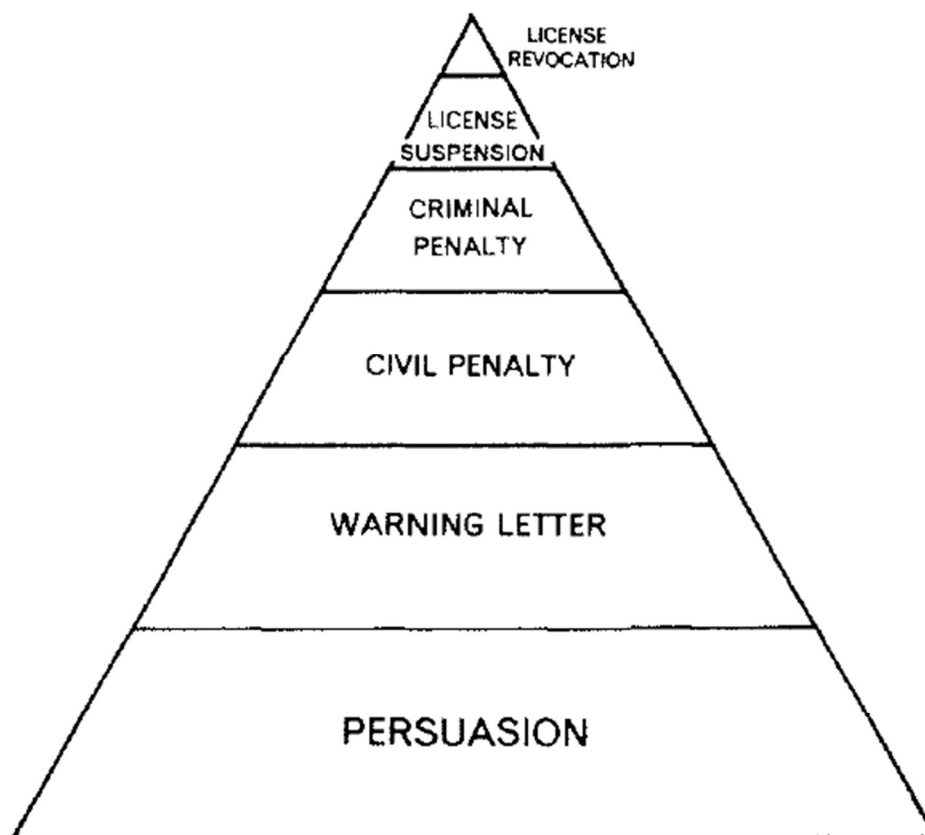 LICENSE
REVOCATION
LICENSE
SUSPENSION
CRIMINAL
PENALTY
CIVIL PENALTY
WARNING LETTER
PERSUASION